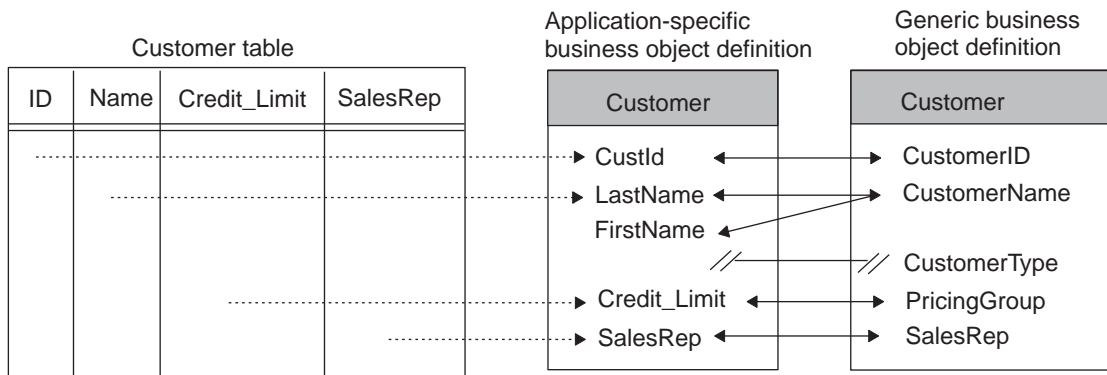 Customer table
ID Name Credit_Limit SalesRep
Application-specific
business object definition
Customer
CustId
LastName
FirstName
Credit_Limit
SalesRep
Generic business
object definition
Customer
CustomerID
CustomerName
CustomerType
PricingGroup
SalesRep